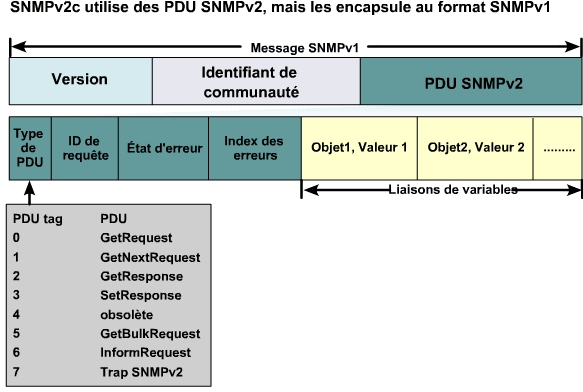 SNMPv2c utilise des PDU SNMPv2, mais les encapsule au format SNMPv1
Message SNMPv1
Version
Identifiant de
communauté
PDU SNMPv2
Type
de
PDU
ID de
requête
État d'erreur
Index des
erreurs
Objet1, Valeur 1
Objet2, Valeur 2
.........
Liaisons de variables
PDU tag PDU
0 GetRequest
1 GetNextRequest
2 GetResponse
3 SetResponse
4 obsolète
5 GetBulkRequest
6 InformRequest
7 Trap SNMPv2